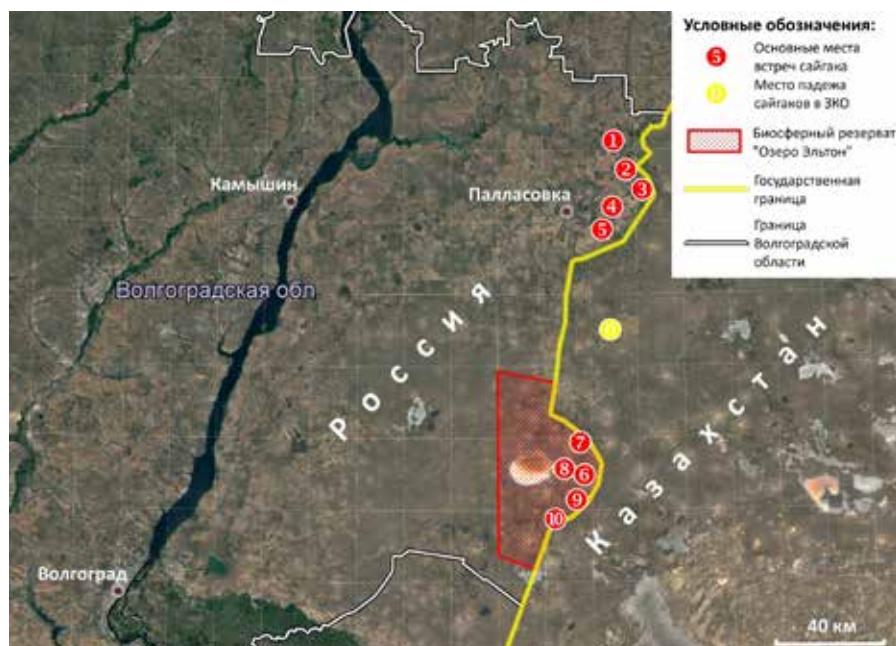 Условные обозначения:
5
Основные места
встреч сайгака
Место падежа
сайгаков в ЗКО
Биосферный резерват
"Озеро Эльтон"
Государственная
граница
Граница
Волгоградской
области
1
2
3
4
5
Камышин
Палласовка
Волгоградская обл
Россия
Казахстан
7
8
6
9
10
Волгоград
40 км